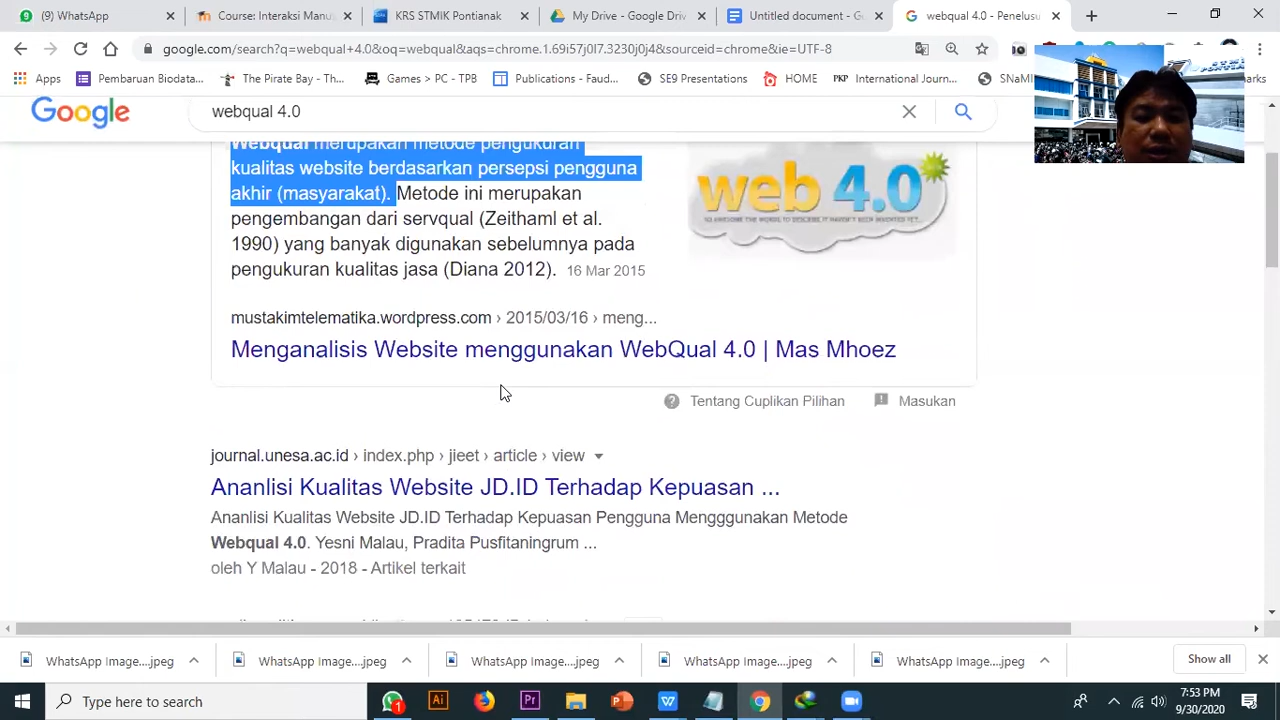 (9) WhatsApp
Course: Interaksi Manu
KRS STMIK Pontianak
My Drive - Google Driv
Untitled document - G
webqual 4.0 - Penelusu
google.com/search?q=webqual+4.0&oq=webqual&aqs=chrome.1.69i57j0l7.3230j0j4&sourceid=chrome&ie=UTF-8
Apps
Pembaruan Biodata...
The Pirate Bay - Th...
Games > PC - TPB
Publications - Faud...
SE9 Presentations
HOME
International Journ...
SNaMI
Google
webqual 4.0
Webqual merupakan metode pengukuran
kualitas website berdasarkan persepsi pengguna
akhir (masyarakat). Metode ini merupakan
pengembangan dari servqual (Zeithaml et al.
1990) yang banyak digunakan sebelumnya pada
pengukuran kualitas jasa (Diana 2012). 16 Mar 2015
web 4.0
mustakimtelematika.wordpress.com › 2015/03/16 › meng...
Menganalisis Website menggunakan WebQual 4.0 | Mas Mhoez
Tentang Cuplikan Pilihan
Masukan
journal.unesa.ac.id › index.php › jieet › article › view
Ananlisi Kualitas Website JD.ID Terhadap Kepuasan ...
Ananlisi Kualitas Website JD.ID Terhadap Kepuasan Pengguna Mengggunakan Metode
Webqual 4.0. Yesni Malau, Pradita Pusfitaningrum ...
oleh Y Malau - 2018 - Artikel terkait
WhatsApp Image....jpeg
WhatsApp Image....jpeg
WhatsApp Image....jpeg
WhatsApp Image....jpeg
WhatsApp Image....jpeg
Show all
Type here to search
7:53 PM
9/30/2020